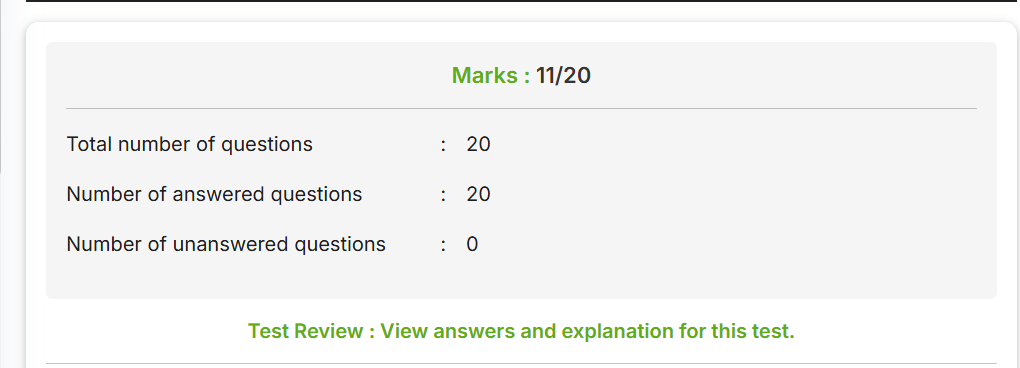 Marks : 11/20
Total number of questions : 20
Number of answered questions : 20
Number of unanswered questions : 0
Test Review : View answers and explanation for this test.